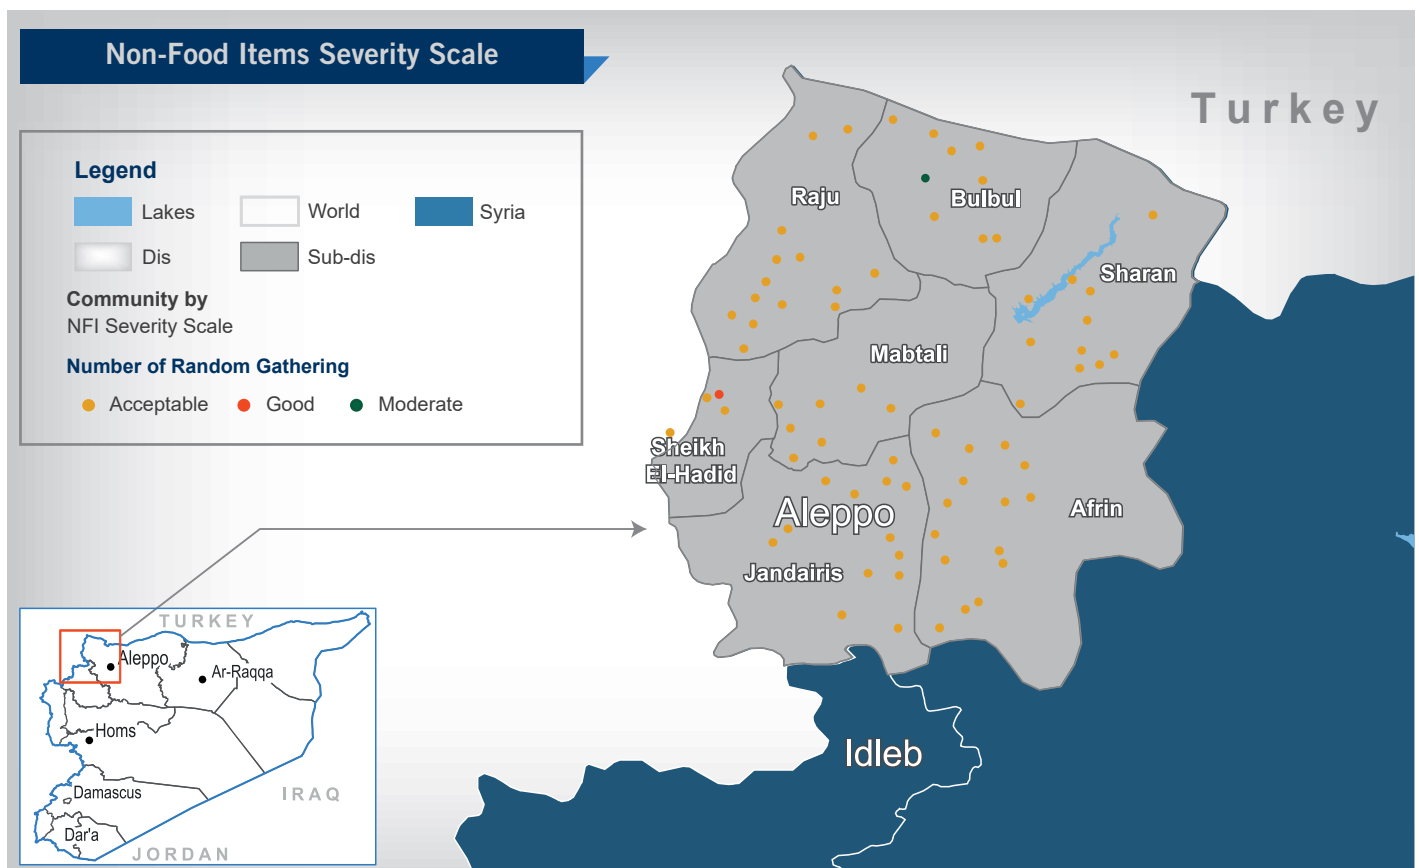 Non-Food Items Severity Scale
Turkey
Legend
Lakes
World
Syria
Dis
Sub-dis
Community by
NFI Severity Scale
Number of Random Gathering
Acceptable
Good
Moderate
Raju
Bulbul
Sharan
Mabtali
Sheikh
El-Hadid
Aleppo
Afrin
Jandairis
Idleb
TURKEY
Aleppo
Ar-Raqqa
Homs
Damascus
IRAQ
Dar'a
JORDAN